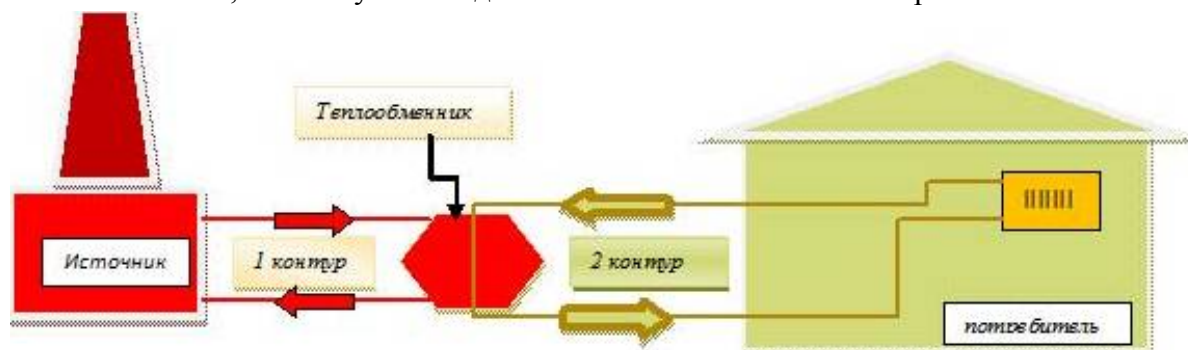 Теплообменник
Источник
1 контур
2 контур
потребитель